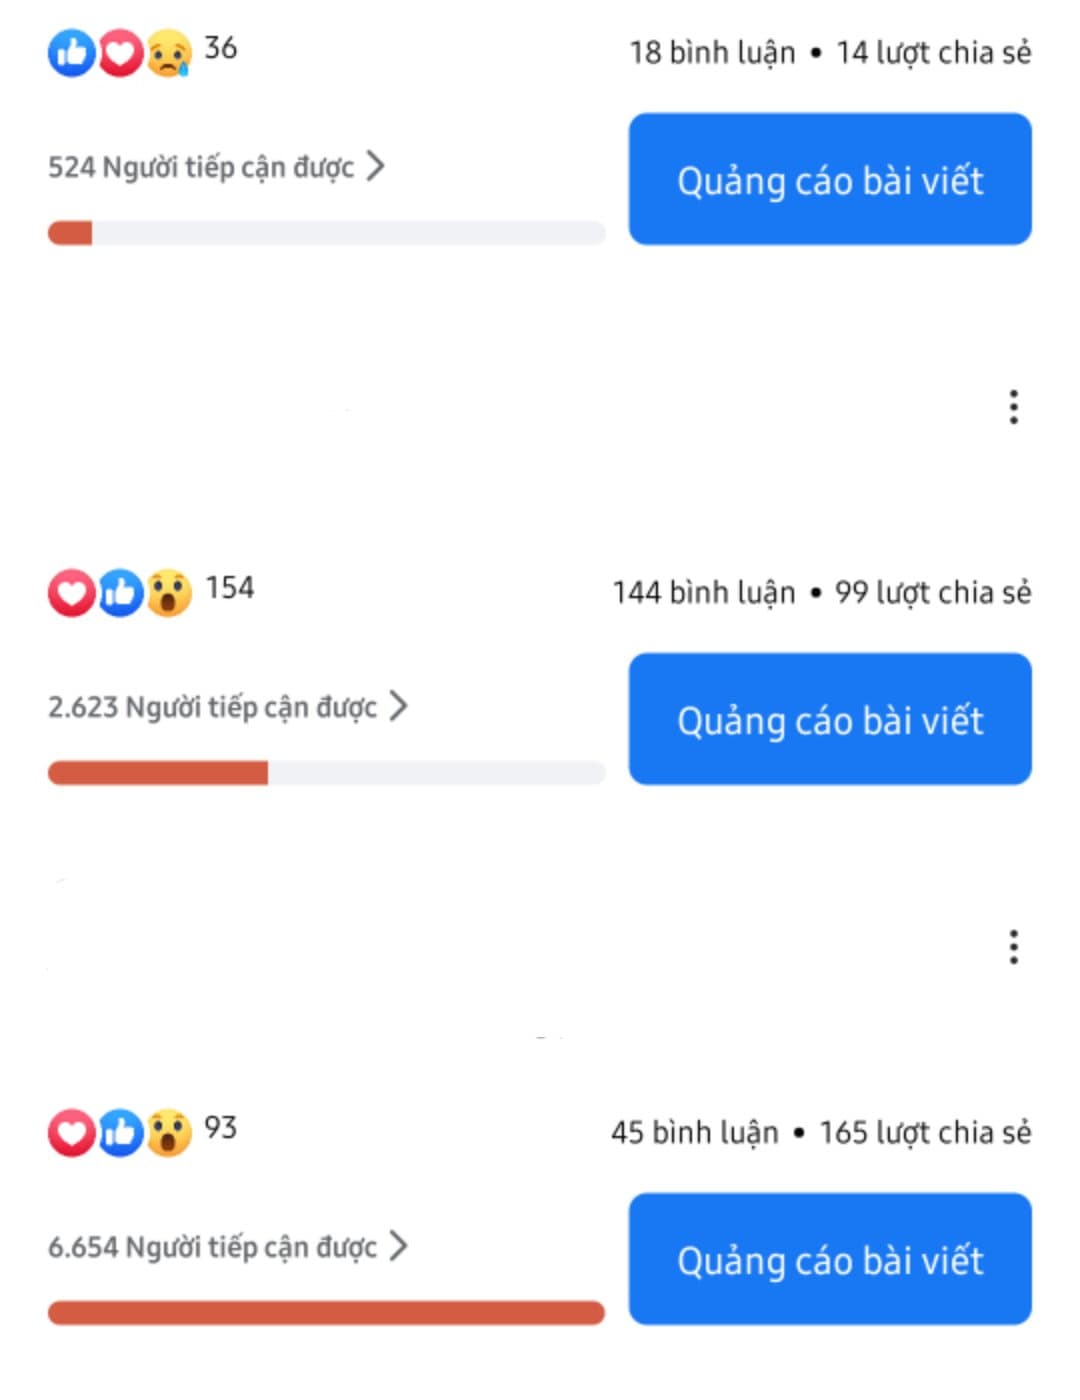 36
18 bình luận • 14 lượt chia sẻ
524 Người tiếp cận được
Quảng cáo bài viết
154
144 bình luận • 99 lượt chia sẻ
2.623 Người tiếp cận được
Quảng cáo bài viết
93
45 bình luận • 165 lượt chia sẻ
6.654 Người tiếp cận được
Quảng cáo bài viết